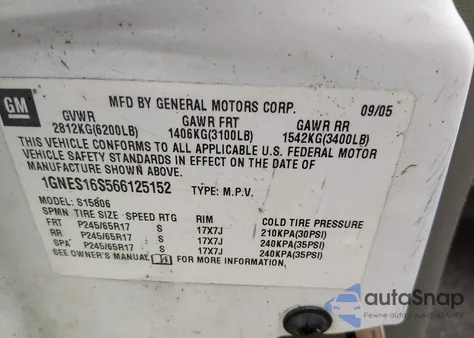 GM
MFD BY GENERAL MOTORS CORP. 09/05
GVWR GAWR FRT GAWR RR
2812KG(6200LB) 1406KG(3100LB) 1542KG(3400LB)
THIS VEHICLE CONFORMS TO ALL APPLICABLE U.S. FEDERAL MOTOR
VEHICLE SAFETY STANDARDS IN EFFECT ON THE DATE OF
MANUFACTURE SHOWN ABOVE.
1GNES16S566125152 TYPE: M.P.V.
MODEL: S15806
SPMN TIRE SIZE SPEED RTG RIM COLD TIRE PRESSURE
FRT P245/65R17 S 17X7J 210KPA(30PSI)
RR P245/65R17 S 17X7J 240KPA(35PSI)
SPA P245/65R17 S 17X7J 240KPA(35PSI)
SEE OWNER'S MANUAL FOR MORE INFORMATION.
autoSnap
Pewne auta z